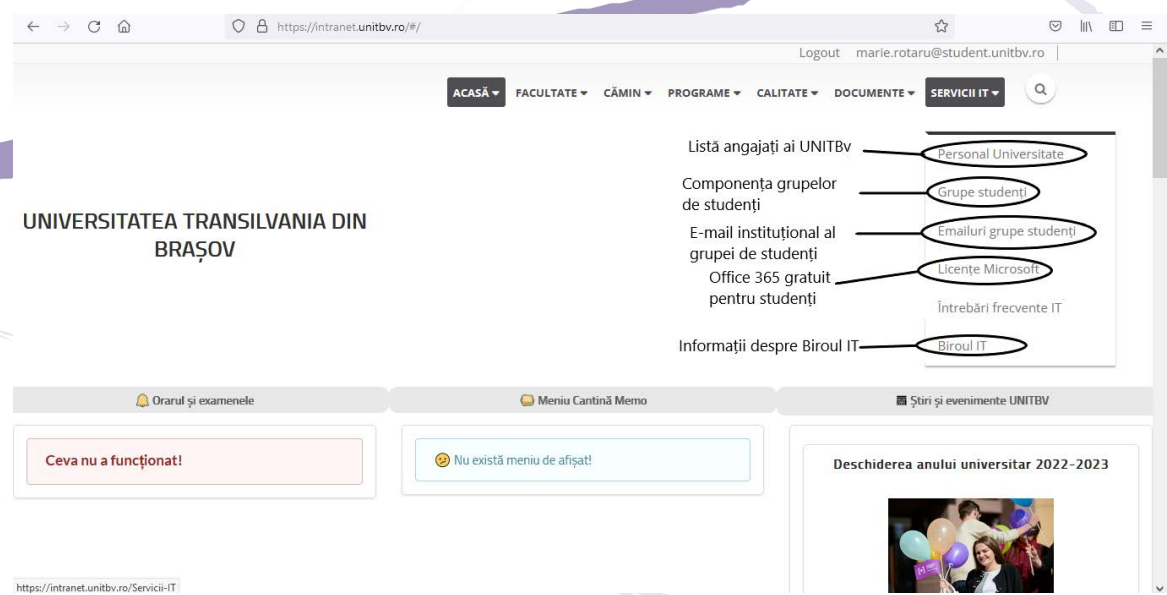 https://intranet.unitbv.ro/#/
Logout marie.rotaru@student.unitbv.ro
ACASĂ FACULTATE CĂMIN PROGRAME CALITATE DOCUMENTE SERVICII IT
Listă angajați ai UNITBv
Personal Universitate
Componența grupelor
de studenți
Grupe studenți
UNIVERSITATEA TRANSILVANIA DIN
BRAȘOV
E-mail instituțional al
grupei de studenți
Emailuri grupe studenți
Office 365 gratuit
pentru studenți
Licențe Microsoft
Întrebări frecvente IT
Informații despre Biroul IT
Biroul IT
Orarul și examenele
Meniu Cantină Memo
Știri și evenimente UNITBV
Ceva nu a funcționat!
Nu există meniu de afișat!
Deschiderea anului universitar 2022-2023
https://intranet.unitbv.ro/Servicii-IT